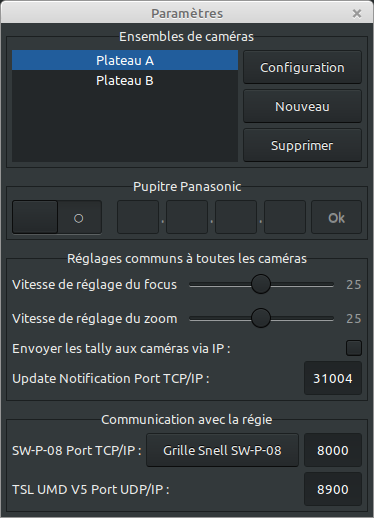 Paramètres
Ensembles de caméras
Plateau A
Plateau B
Configuration
Nouveau
Supprimer
Pupitre Panasonic
. . . Ok
Réglages communs à toutes les caméras
Vitesse de réglage du focus 25
Vitesse de réglage du zoom 25
Envoyer les tally aux caméras via IP :
Update Notification Port TCP/IP : 31004
Communication avec la régie
SW-P-08 Port TCP/IP : Grille Snell SW-P-08 8000
TSL UMD V5 Port UDP/IP : 8900